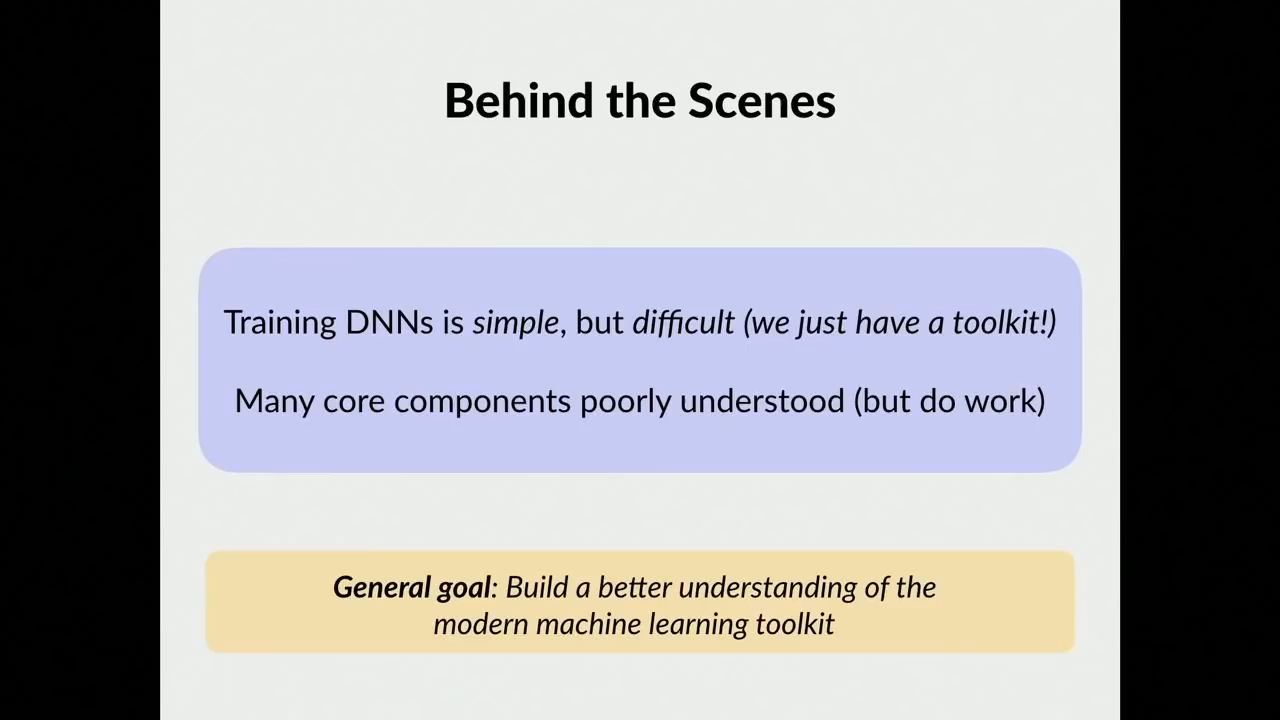 Behind the Scenes
Training DNNs is simple, but difficult (we just have a toolkit!)
Many core components poorly understood (but do work)
General goal: Build a better understanding of the
modern machine learning toolkit